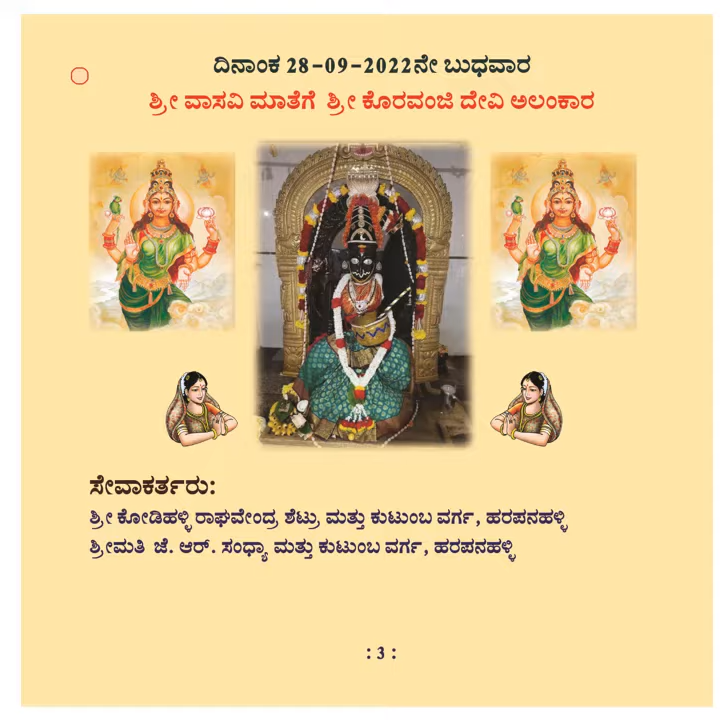 ದಿನಾಂಕ 28-09-2022ನೇ ಬುಧವಾರ
ಶ್ರೀ ವಾಸವಿ ಮಾತೆಗೆ ಶ್ರೀ ಕೊರವಂಜಿ ದೇವಿ ಅಲಂಕಾರ
ಸೇವಾಕರ್ತರು:
ಶ್ರೀ ಕೋಡಿಹಳ್ಳಿ ರಾಘವೇಂದ್ರ ಶೆಟ್ರು ಮತ್ತು ಕುಟುಂಬ ವರ್ಗ, ಹರಪನಹಳ್ಳಿ
ಶ್ರೀಮತಿ ಜೆ. ಆರ್. ಸಂಧ್ಯಾ ಮತ್ತು ಕುಟುಂಬ ವರ್ಗ, ಹರಪನಹಳ್ಳಿ
: 3 :